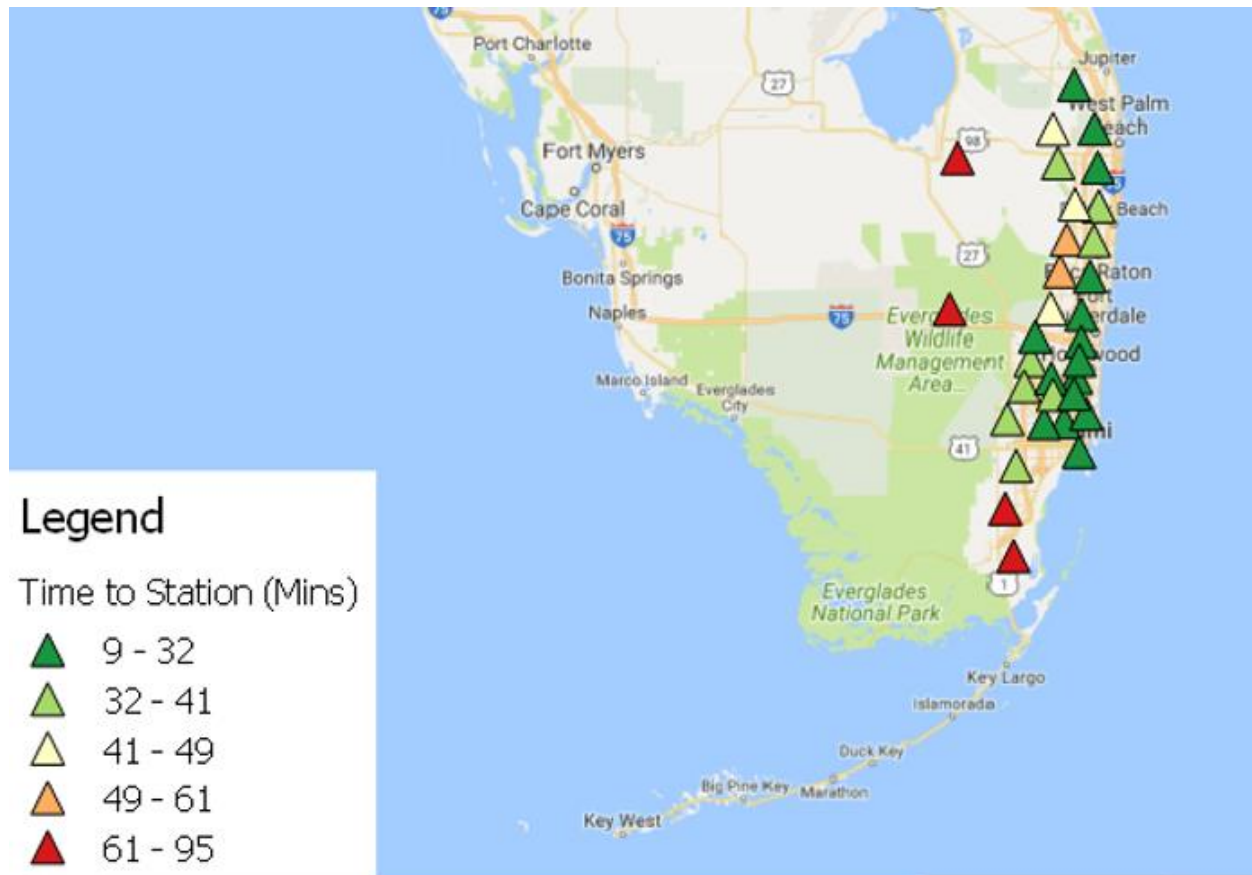 75
Port Charlotte
27
Jupiter
West Palm
Beach
Fort Myers
98
Cape Coral
75
Beach
27
Bonita Springs
Raton
Naples
75
Everglades
Wildlife
Management
Area...
Fort
Marco Island
Everglades
City
41
Legend
Time to Station (Mins)
9 - 32
32 - 41
41 - 49
49 - 61
61 - 95
1
Everglades
National Park
Key Largo
Islamorada
Duck Key
Big Pine Key
Marathon
Key West